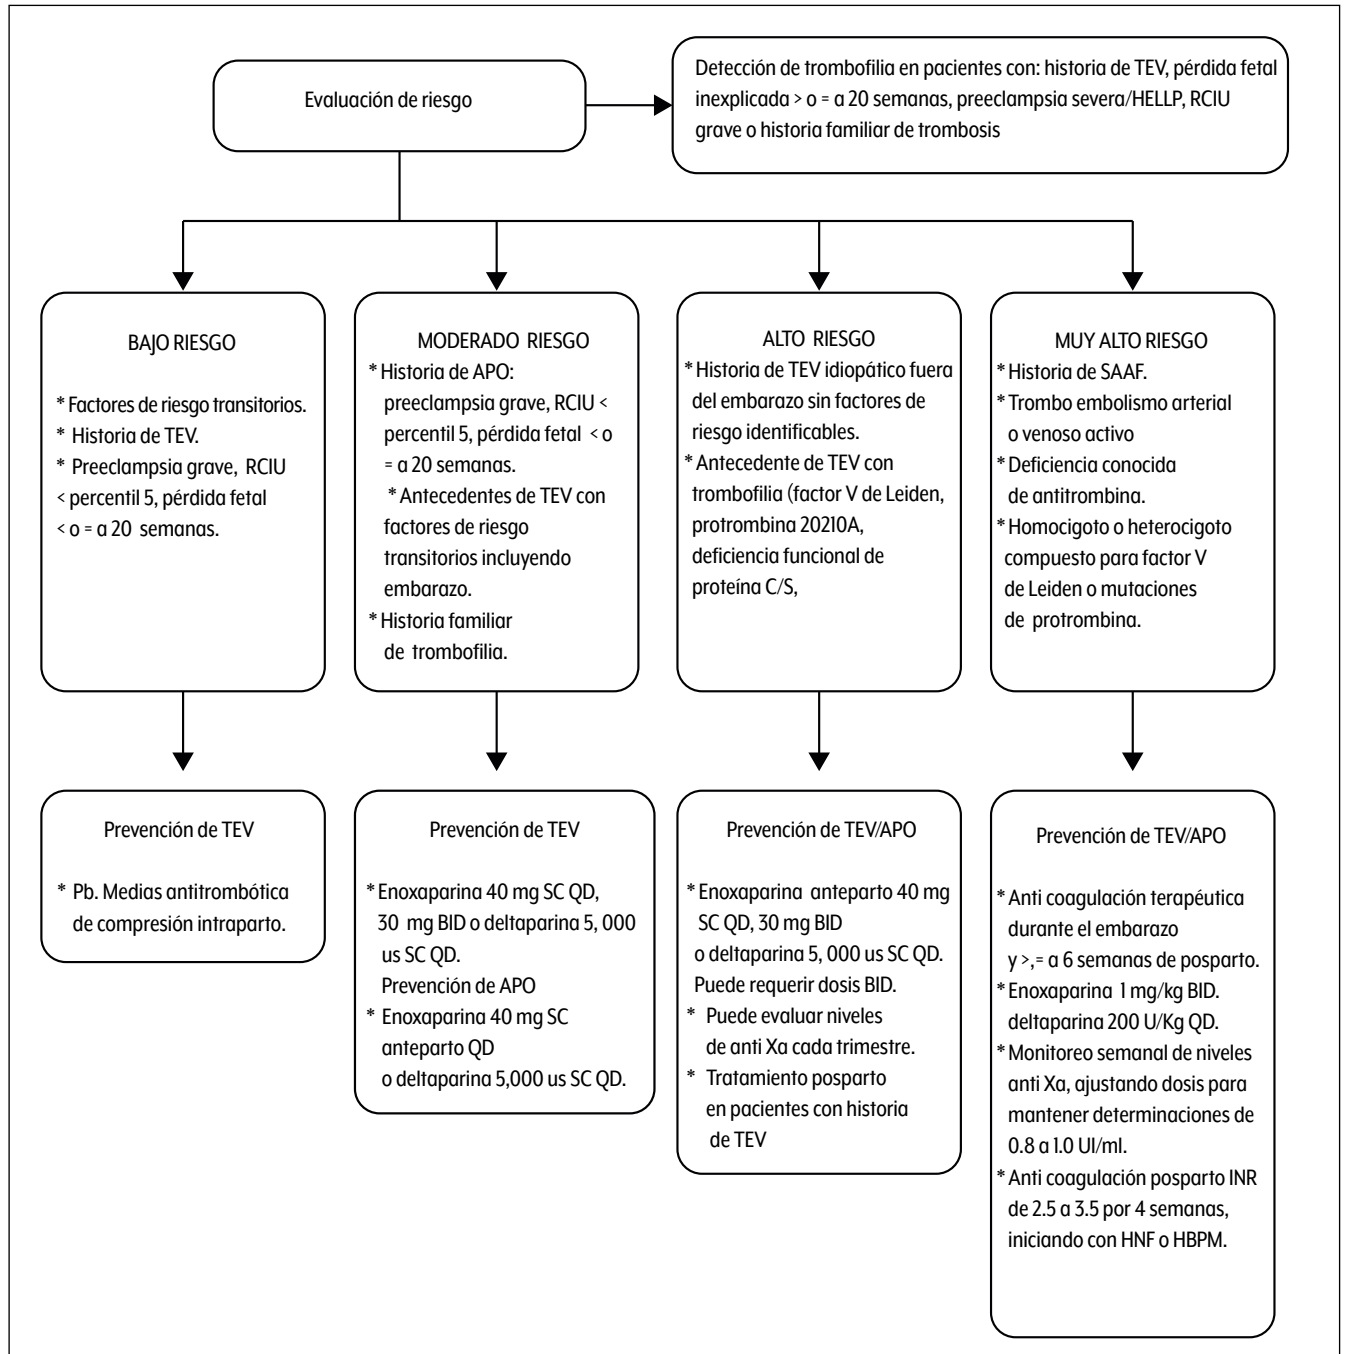 Evaluación de riesgo
Detección de trombofilia en pacientes con: historia de TEV, pérdida fetal
inexplicada > o = a 20 semanas, preeclampsia severa/HELLP, RCIU
grave o historia familiar de trombosis
BAJO RIESGO
* Factores de riesgo transitorios.
* Historia de TEV.
* Preeclampsia grave, RCIU
< percentil 5, pérdida fetal
< o = a 20 semanas.
MODERADO RIESGO
* Historia de APO:
preeclampsia grave, RCIU <
percentil 5, pérdida fetal < o
= a 20 semanas.
* Antecedentes de TEV con
factores de riesgo
transitorios incluyendo
embarazo.
* Historia familiar
de trombofilia.
ALTO RIESGO
* Historia de TEV idiopático fuera
del embarazo sin factores de
riesgo identificables.
* Antecedente de TEV con
trombofilia (factor V de Leiden,
protrombina 20210A,
deficiencia funcional de
proteína C/S,
MUY ALTO RIESGO
* Historia de SAAF.
* Trombo embolismo arterial
o venoso activo
* Deficiencia conocida
de antitrombina.
* Homocigoto o heterocigoto
compuesto para factor V
de Leiden o mutaciones
de protrombina.
Prevención de TEV
* Pb. Medias antitrombótica
de compresión intraparto.
Prevención de TEV
* Enoxaparina 40 mg SC QD,
30 mg BID o deltaparina 5, 000
us SC QD.
Prevención de APO
* Enoxaparina 40 mg SC
anteparto QD
o deltaparina 5,000 us SC QD.
Prevención de TEV/APO
* Enoxaparina anteparto 40 mg
SC QD, 30 mg BID
o deltaparina 5, 000 us SC QD.
Puede requerir dosis BID.
* Puede evaluar niveles
de anti Xa cada trimestre.
* Tratamiento posparto
en pacientes con historia
de TEV
Prevención de TEV/APO
* Anti coagulación terapéutica
durante el embarazo
y >,= a 6 semanas de posparto.
* Enoxaparina 1 mg/kg BID.
deltaparina 200 U/Kg QD.
* Monitoreo semanal de niveles
anti Xa, ajustando dosis para
mantener determinaciones de
0.8 a 1.0 UI/ml.
* Anti coagulación posparto INR
de 2.5 a 3.5 por 4 semanas,
iniciando con HNF o HBPM.